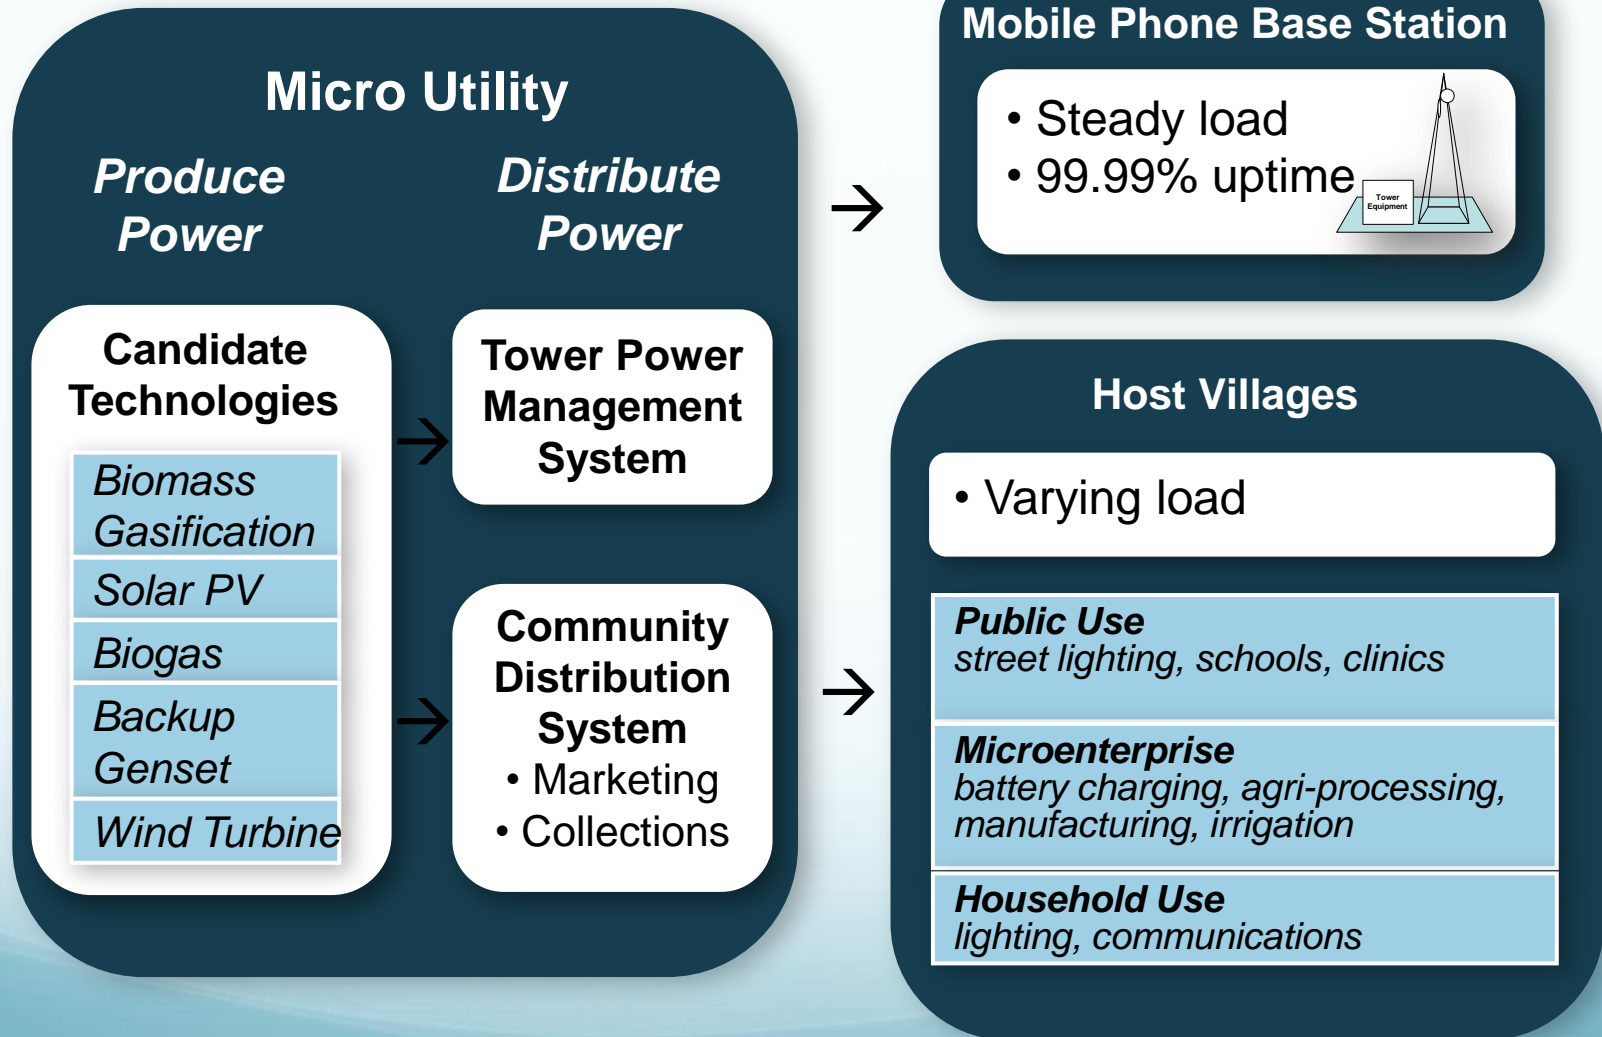 Micro Utility
Produce
Power
Distribute
Power
→
Candidate
Technologies
Biomass
Gasification
Solar PV
Biogas
Backup
Genset
Wind Turbine
→
→
Tower Power
Management
System
Community
Distribution
System
• Marketing
• Collections
→
Mobile Phone Base Station
• Steady load
• 99.99% uptime
Tower
Equipment
Host Villages
• Varying load
Public Use
street lighting, schools, clinics
Microenterprise
battery charging, agri-processing,
manufacturing, irrigation
Household Use
lighting, communications